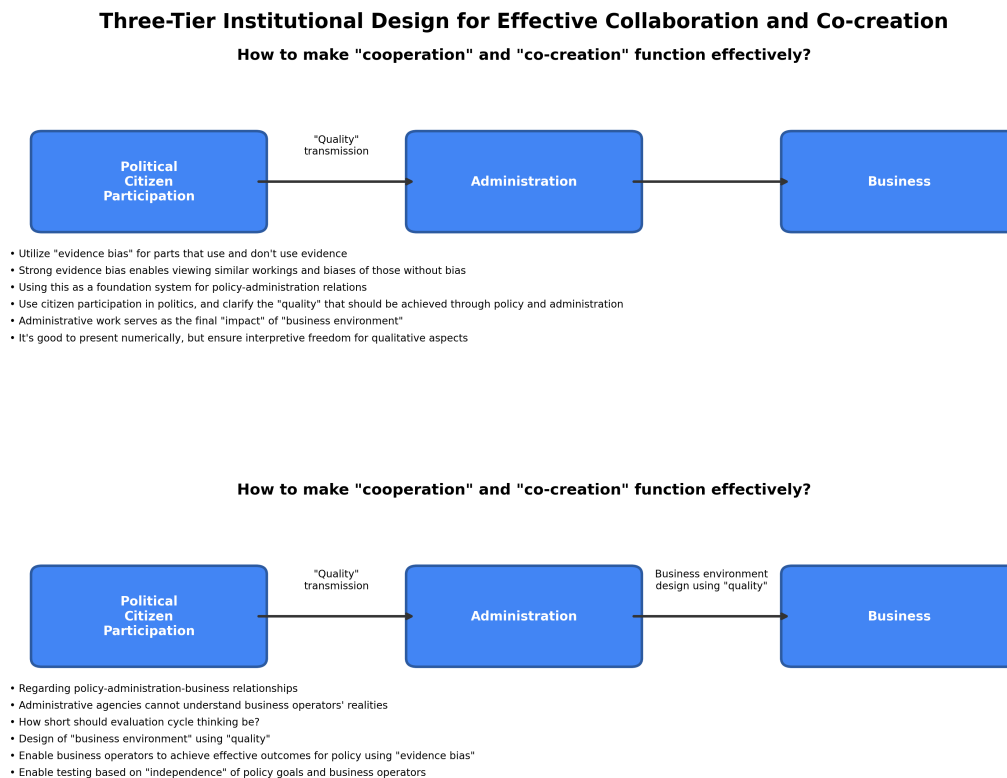 Three-Tier Institutional Design for Effective Collaboration and Co-creation
How to make "cooperation" and "co-creation" function effectively?
Political
Citizen
Participation
"Quality"
transmission
Administration
Business
• Utilize "evidence bias" for parts that use and don't use evidence
• Strong evidence bias enables viewing similar workings and biases of those without bias
• Using this as a foundation system for policy-administration relations
• Use citizen participation in politics, and clarify the "quality" that should be achieved through policy and administration
• Administrative work serves as the final "impact" of "business environment"
• It's good to present numerically, but ensure interpretive freedom for qualitative aspects
How to make "cooperation" and "co-creation" function effectively?
Political
Citizen
Participation
"Quality"
transmission
Administration
Business environment
design using "quality"
Business
• Regarding policy-administration-business relationships
• Administrative agencies cannot understand business operators' realities
• How short should evaluation cycle thinking be?
• Design of "business environment" using "quality"
• Enable business operators to achieve effective outcomes for policy using "evidence bias"
• Enable testing based on "independence" of policy goals and business operators